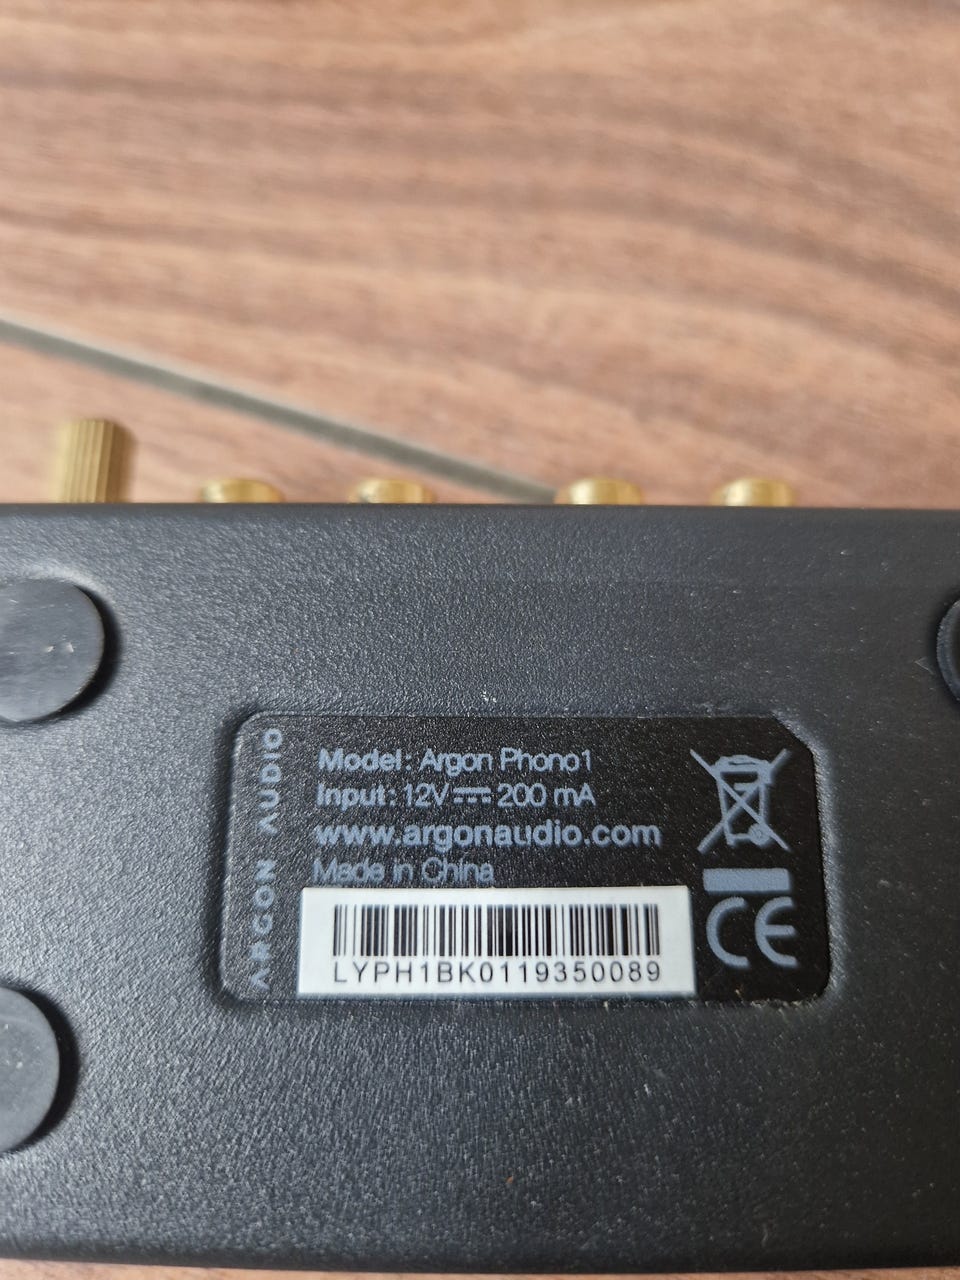 ARGON AUDIO
Model: Argon Phono1
Input: 12V⎓200 mA
www.argonaudio.com
Made in China
LYPH1BK0119350089
CE